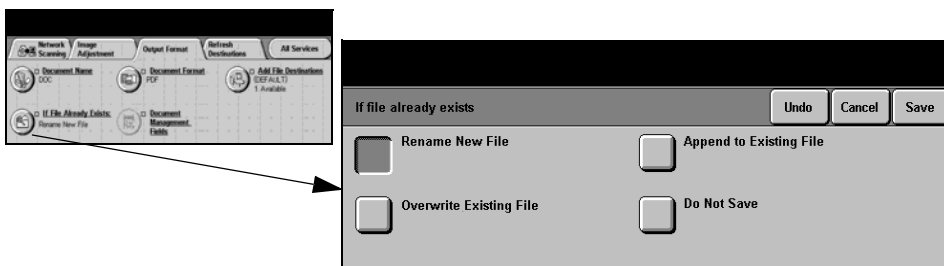 Network Scanning
Image Adjustment
Output Format
Refresh Destinations
All Services
Document Name
DOC
Document Format
PDF
Add File Destinations
(DEFAULT)
1 Available
If File Already Exists:
Rename New File
Document
Management
Fields
If file already exists
Undo
Cancel
Save
Rename New File
Append to Existing File
Overwrite Existing File
Do Not Save